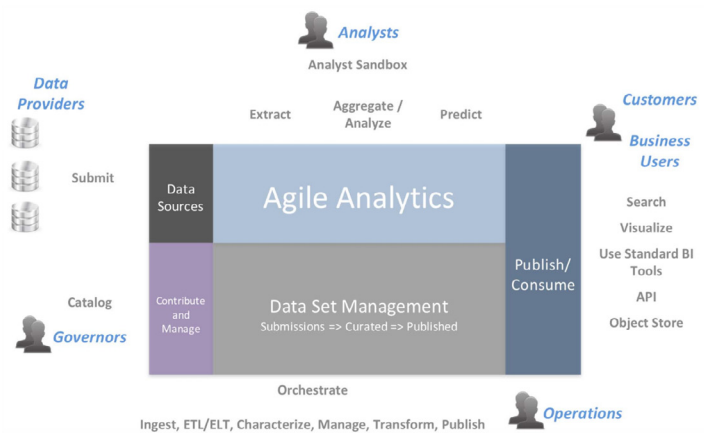 Analysts
Analyst Sandbox
Data
Providers
Extract
Aggregate /
Analyze
Predict
Customers
Business
Users
Submit
Data
Sources
Agile Analytics
Search
Visualize
Use Standard BI
Tools
API
Object Store
Publish/
Consume
Catalog
Governors
Contribute
and
Manage
Data Set Management
Submissions => Curated => Published
Orchestrate
Ingest, ETL/ELT, Characterize, Manage, Transform, Publish
Operations